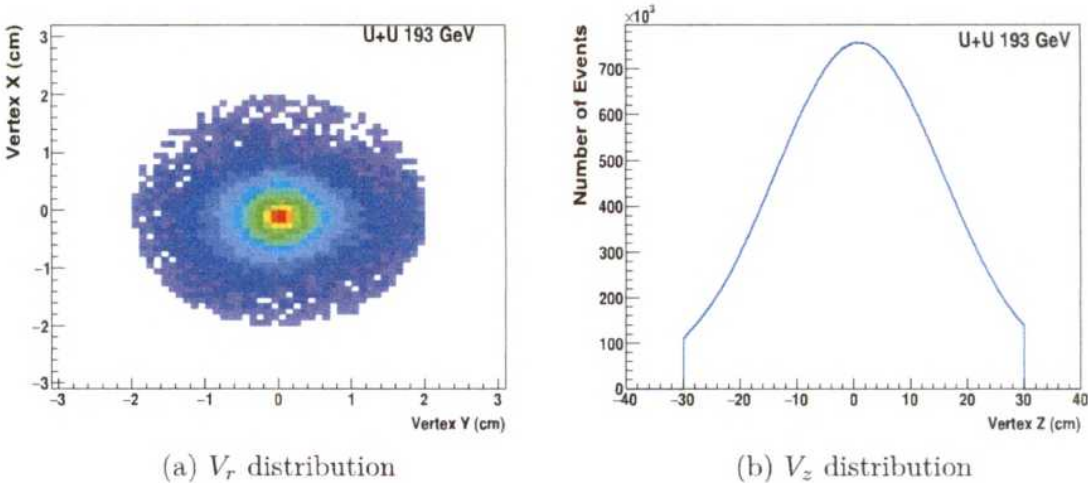 U+U 193 GeV
Vertex X (cm)
3
2
1
0
−1
−2
−3
−3 −2 −1 0 1 2 3
Vertex Y (cm)
(a) V_r distribution
×10³
U+U 193 GeV
Number of Events
700
600
500
400
300
200
100
0
−40 −30 −20 −10 0 10 20 30 40
Vertex Z (cm)
(b) V_z distribution